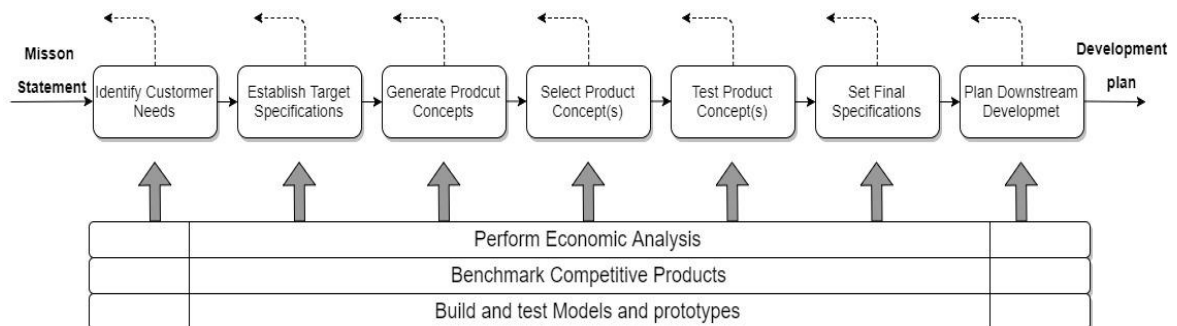 Misson
Statement
Identify Custormer
Needs
Establish Target
Specifications
Generate Prodcut
Concepts
Select Product
Concept(s)
Test Product
Concept(s)
Set Final
Specifications
Plan Downstream
Developmet
Development
plan
Perform Economic Analysis
Benchmark Competitive Products
Build and test Models and prototypes